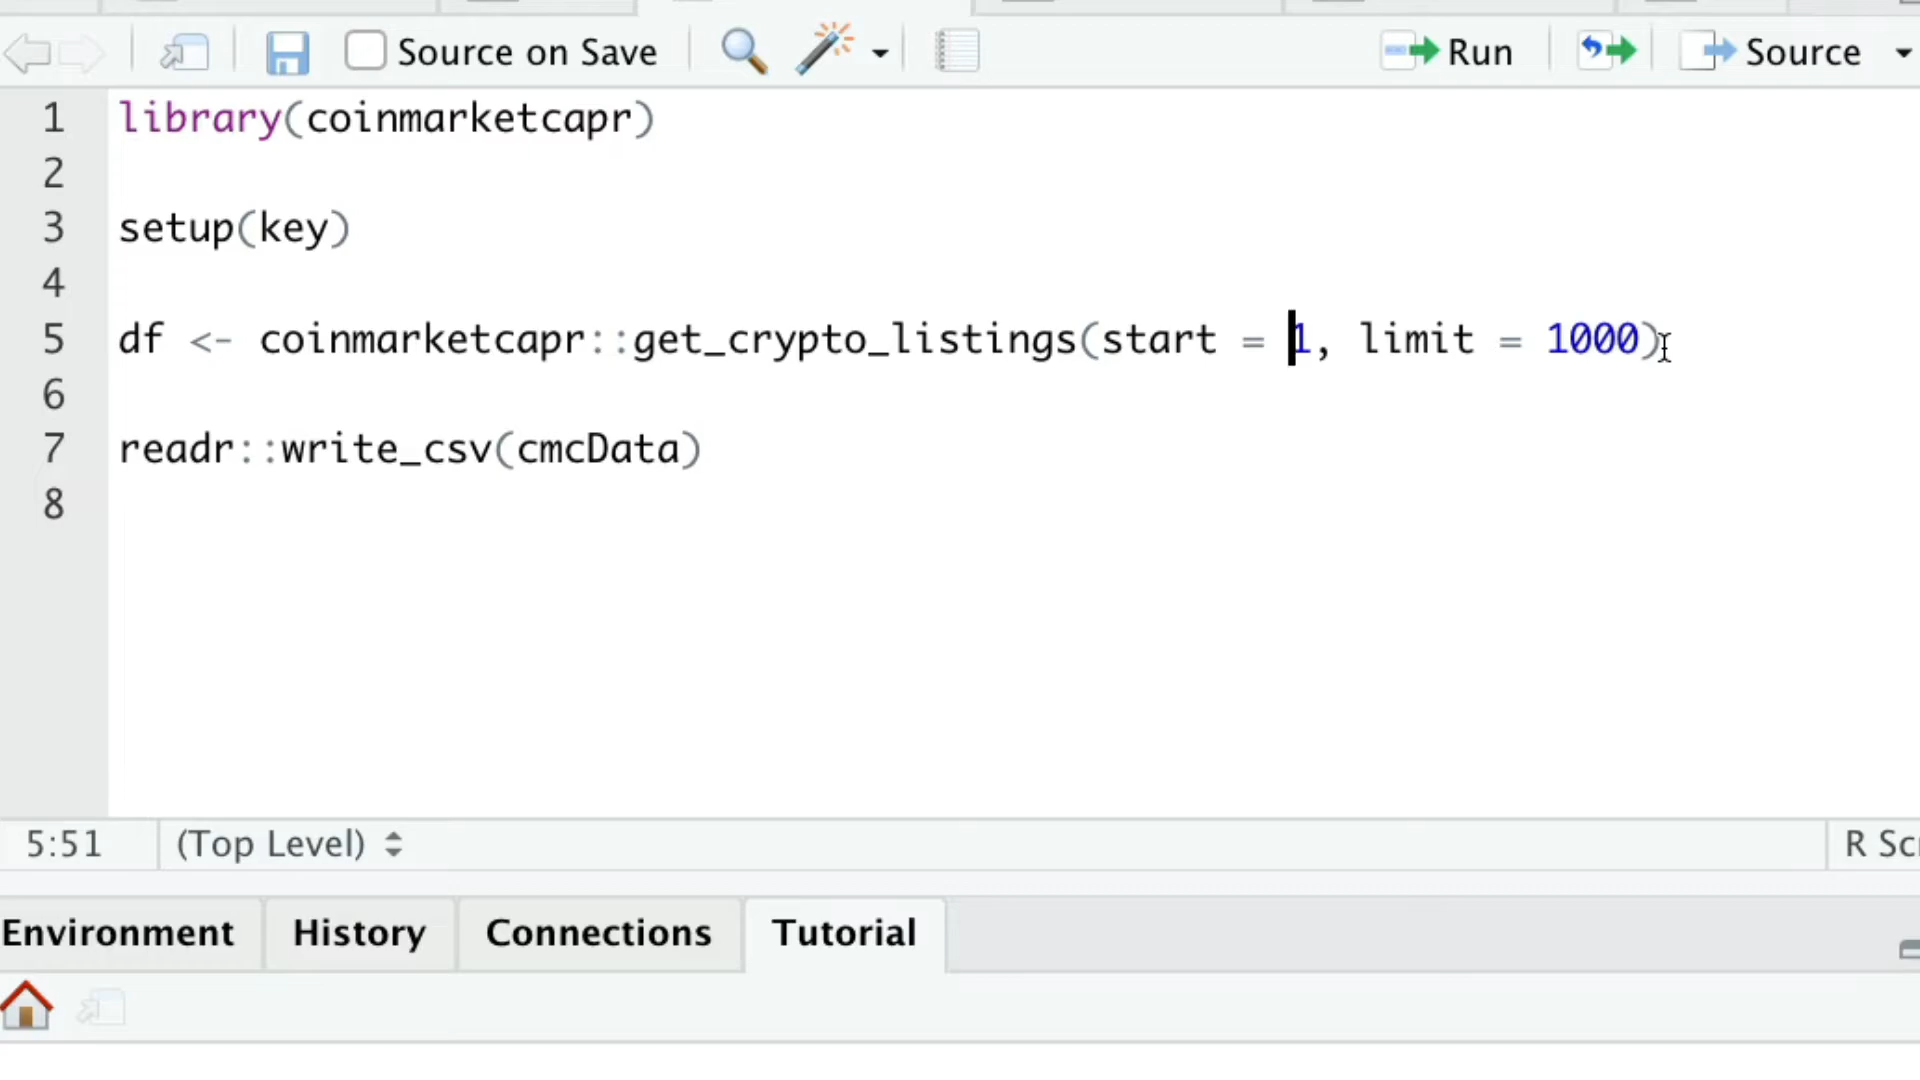 Source on Save
Run
Source
1 library(coinmarketcapr)
2
3 setup(key)
4
5 df <- coinmarketcapr::get_crypto_listings(start = 1, limit = 1000)
6
7 readr::write_csv(cmcData)
8
5:51
(Top Level)
R Sc
Environment
History
Connections
Tutorial